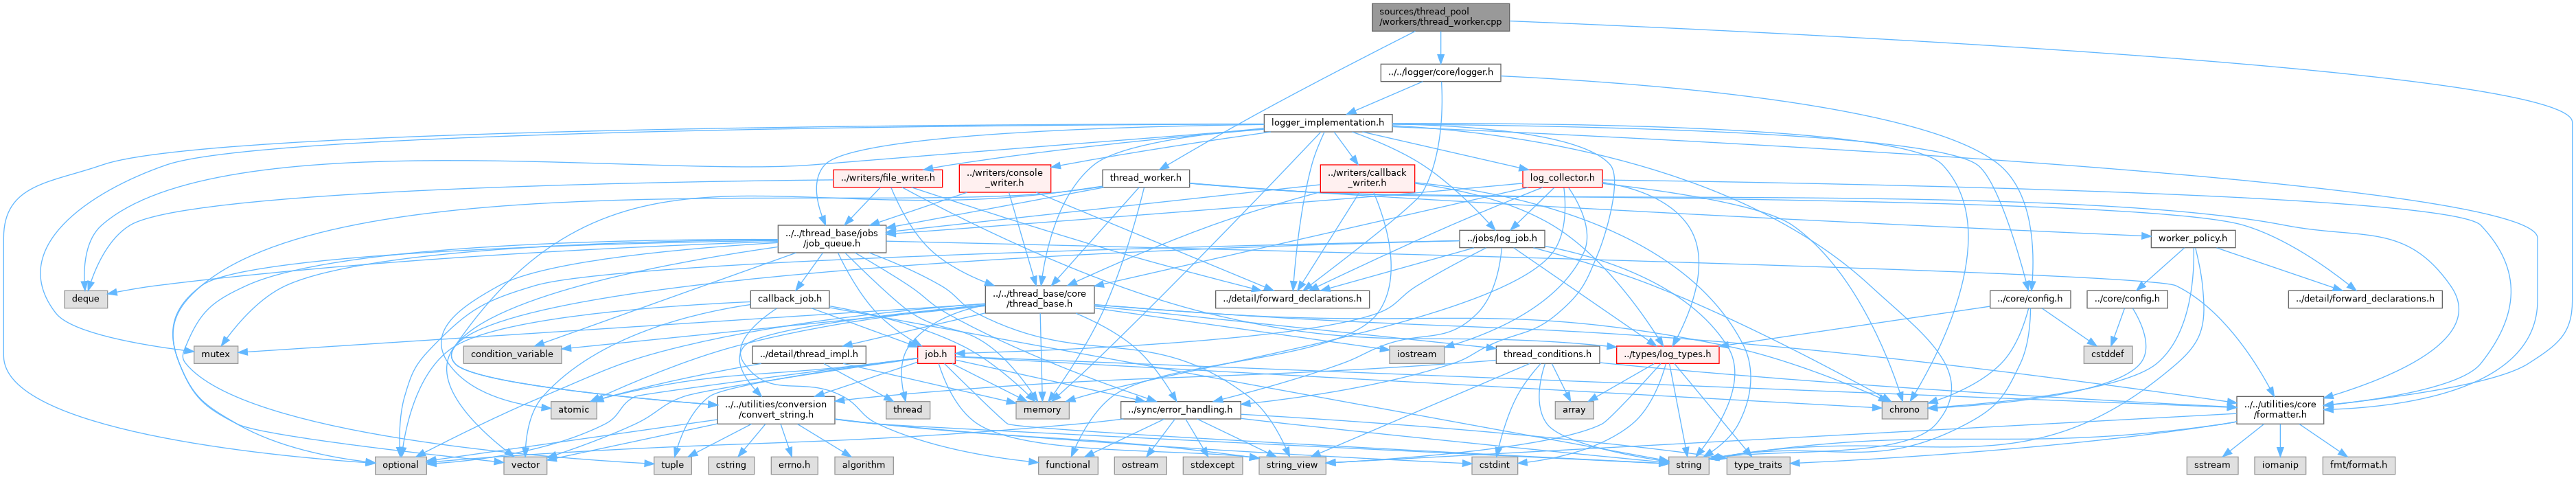 sources/thread_pool
/workers/thread_worker.cpp
../../logger/core/logger.h
logger_implementation.h
../writers/file_writer.h
../writers/console
_writer.h
thread_worker.h
../writers/callback
_writer.h
log_collector.h
../../thread_base/jobs
/job_queue.h
../jobs/log_job.h
worker_policy.h
deque
callback_job.h
../../thread_base/core
/thread_base.h
../detail/forward_declarations.h
../core/config.h
../core/config.h
../detail/forward_declarations.h
mutex
condition_variable
../detail/thread_impl.h
job.h
iostream
thread_conditions.h
../types/log_types.h
cstddef
atomic
../../utilities/conversion
/convert_string.h
thread
memory
../sync/error_handling.h
array
chrono
../../utilities/core
/formatter.h
optional
vector
tuple
cstring
errno.h
algorithm
functional
ostream
stdexcept
string_view
cstdint
string
type_traits
sstream
iomanip
fmt/format.h